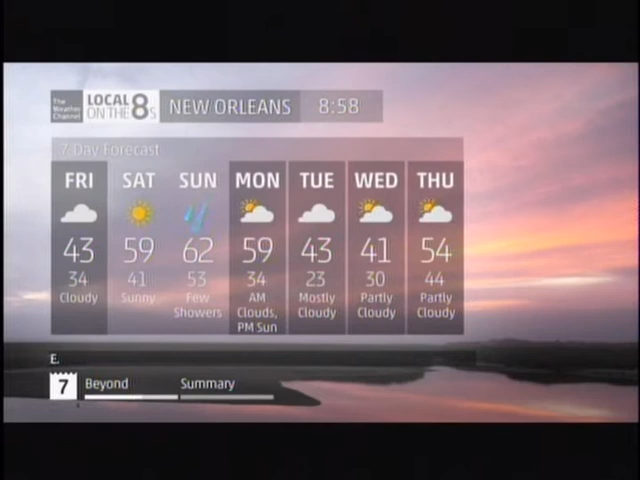 The Weather Channel
LOCAL ON THE 8s
NEW ORLEANS
8:58
7 Day Forecast
FRI SAT SUN MON TUE WED THU
43 59 62 59 43 41 54
34 41 53 34 23 30 44
Cloudy Sunny Few Showers AM Clouds, PM Sun Mostly Cloudy Partly Cloudy Partly Cloudy
E.
7 Beyond Summary